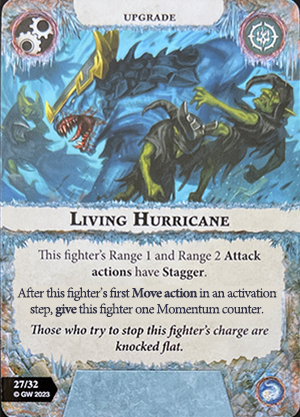 UPGRADE
LIVING HURRICANE
This fighter's Range 1 and Range 2 Attack
actions have Stagger.
After this fighter's first Move action in an activation
step, give this fighter one Momentum counter.
Those who try to stop this fighter's charge are
knocked flat.
27/32
© GW 2023